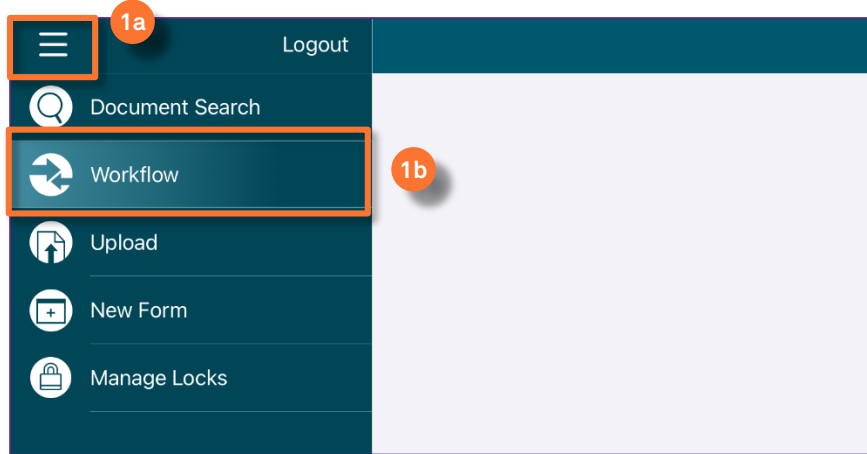 1a
Logout
Document Search
Workflow
1b
Upload
New Form
Manage Locks